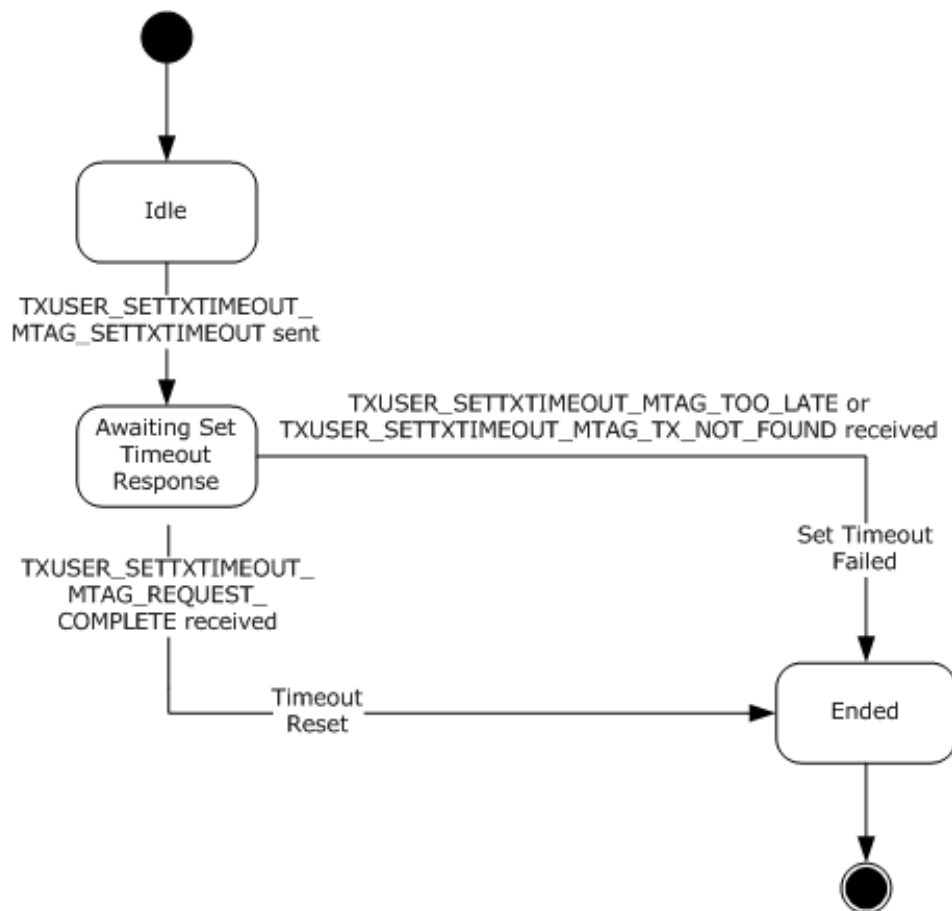 Idle
TXUSER_SETTXTIMEOUT_
MTAG_SETTXTIMEOUT sent
Awaiting Set
Timeout
Response
TXUSER_SETTXTIMEOUT_MTAG_TOO_LATE or
TXUSER_SETTXTIMEOUT_MTAG_TX_NOT_FOUND received
Set Timeout
Failed
TXUSER_SETTXTIMEOUT_
MTAG_REQUEST_
COMPLETE received
Timeout
Reset
Ended